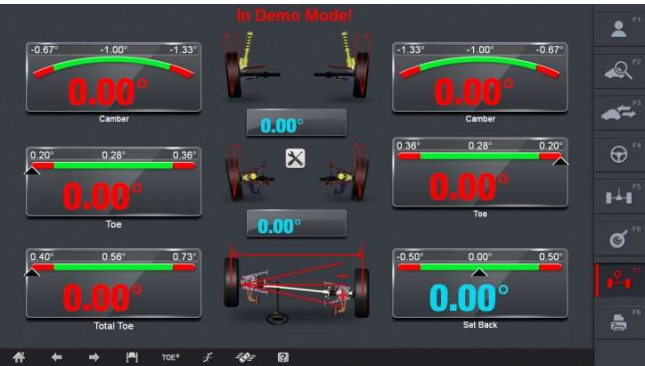 In Demo Mode!
-0.67° -1.00° -1.33°
0.00°
Camber
-1.33° -1.00° -0.67°
0.00°
Camber
0.00°
0.20° 0.28° 0.36°
0.00°
Toe
0.36° 0.28° 0.20°
0.00°
Toe
0.00°
0.40° 0.56° 0.73°
0.00°
Total Toe
-0.50° 0.00° 0.50°
0.00°
Set Back
F1
F2
F3
F4
F5
F6
F7
F8
TOE+
?